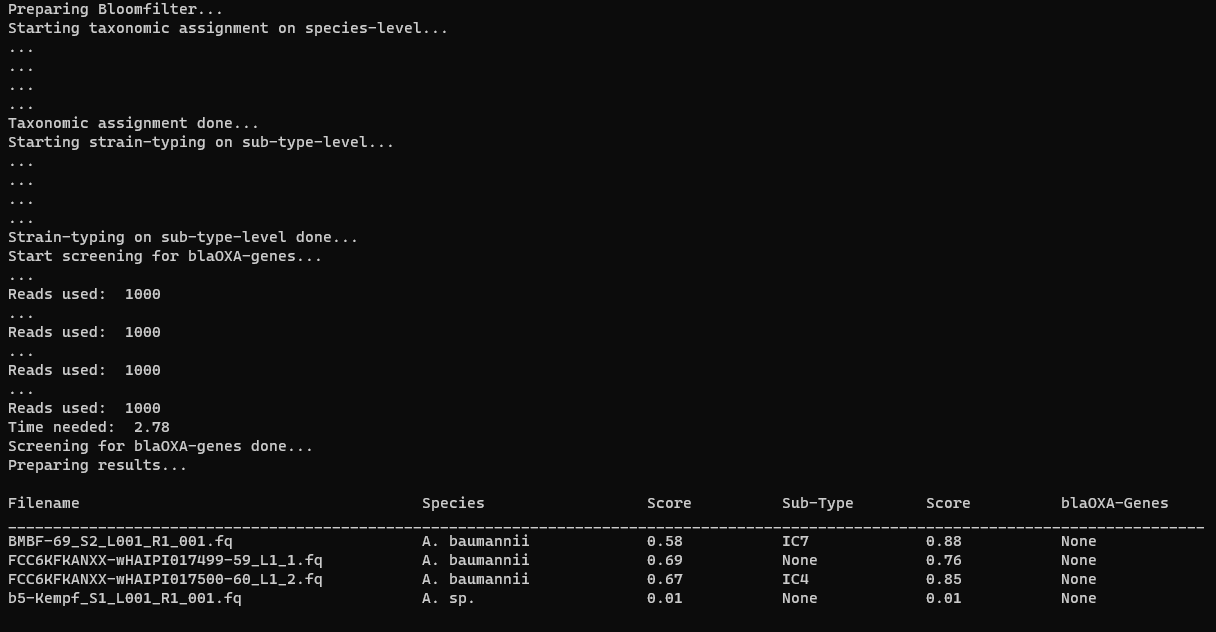 Preparing Bloomfilter...
Starting taxonomic assignment on species-level...
...
...
...
...
Taxonomic assignment done...
Starting strain-typing on sub-type-level...
...
...
...
...
Strain-typing on sub-type-level done...
Start screening for blaOXA-genes...
...
Reads used:  1000
...
Reads used:  1000
...
Reads used:  1000
...
Reads used:  1000
Time needed:  2.78
Screening for blaOXA-genes done...
Preparing results...
Filename Species Score Sub-Type Score blaOXA-Genes
BMBF-69_S2_L001_R1_001.fq A. baumannii 0.58 IC7 0.88 None
FCC6KFKANXX-wHAIPI017499-59_L1_1.fq A. baumannii 0.69 None 0.76 None
FCC6KFKANXX-wHAIPI017500-60_L1_2.fq A. baumannii 0.67 IC4 0.85 None
b5-Kempf_S1_L001_R1_001.fq A. sp. 0.01 None 0.01 None